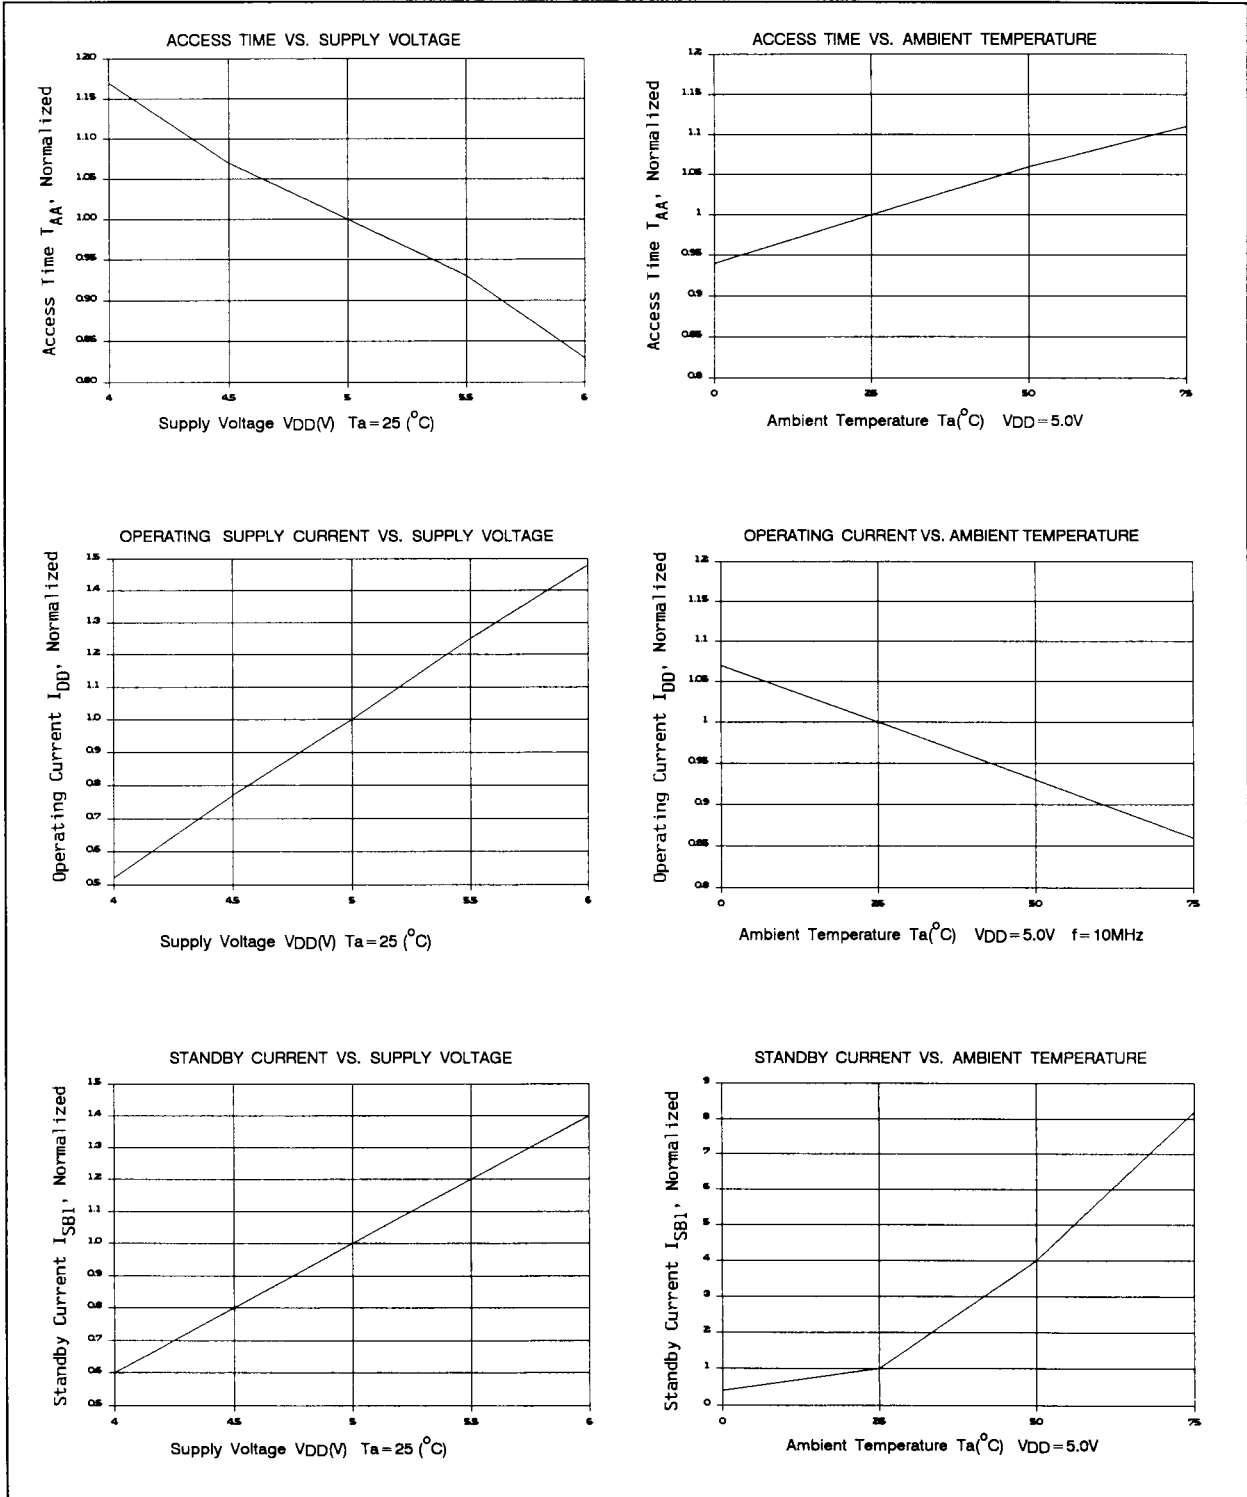 ACCESS TIME VS. SUPPLY VOLTAGE
Access Time TAA, Normalized
1.20
1.15
1.10
1.05
1.00
0.95
0.90
0.85
0.80
4 4.5 5 5.5 6
Supply Voltage VDD(V) Ta=25 (°C)
ACCESS TIME VS. AMBIENT TEMPERATURE
Access Time TAA, Normalized
1.2
1.15
1.1
1.05
1
0.95
0.9
0.85
0.8
0 25 50 75
Ambient Temperature Ta(°C) VDD=5.0V
OPERATING SUPPLY CURRENT VS. SUPPLY VOLTAGE
Operating Current IDD, Normalized
1.5
1.4
1.3
1.2
1.1
1.0
0.9
0.8
0.7
0.6
0.5
4 4.5 5 5.5 6
Supply Voltage VDD(V) Ta=25 (°C)
OPERATING CURRENT VS. AMBIENT TEMPERATURE
Operating Current IDD, Normalized
1.2
1.15
1.1
1.05
1
0.95
0.9
0.85
0.8
0 25 50 75
Ambient Temperature Ta(°C) VDD=5.0V f=10MHz
STANDBY CURRENT VS. SUPPLY VOLTAGE
Standby Current ISB1, Normalized
1.5
1.4
1.3
1.2
1.1
1.0
0.9
0.8
0.7
0.6
0.5
4 4.5 5 5.5 6
Supply Voltage VDD(V) Ta=25 (°C)
STANDBY CURRENT VS. AMBIENT TEMPERATURE
Standby Current ISB1, Normalized
9
8
7
6
5
4
3
2
1
0
0 25 50 75
Ambient Temperature Ta(°C) VDD=5.0V